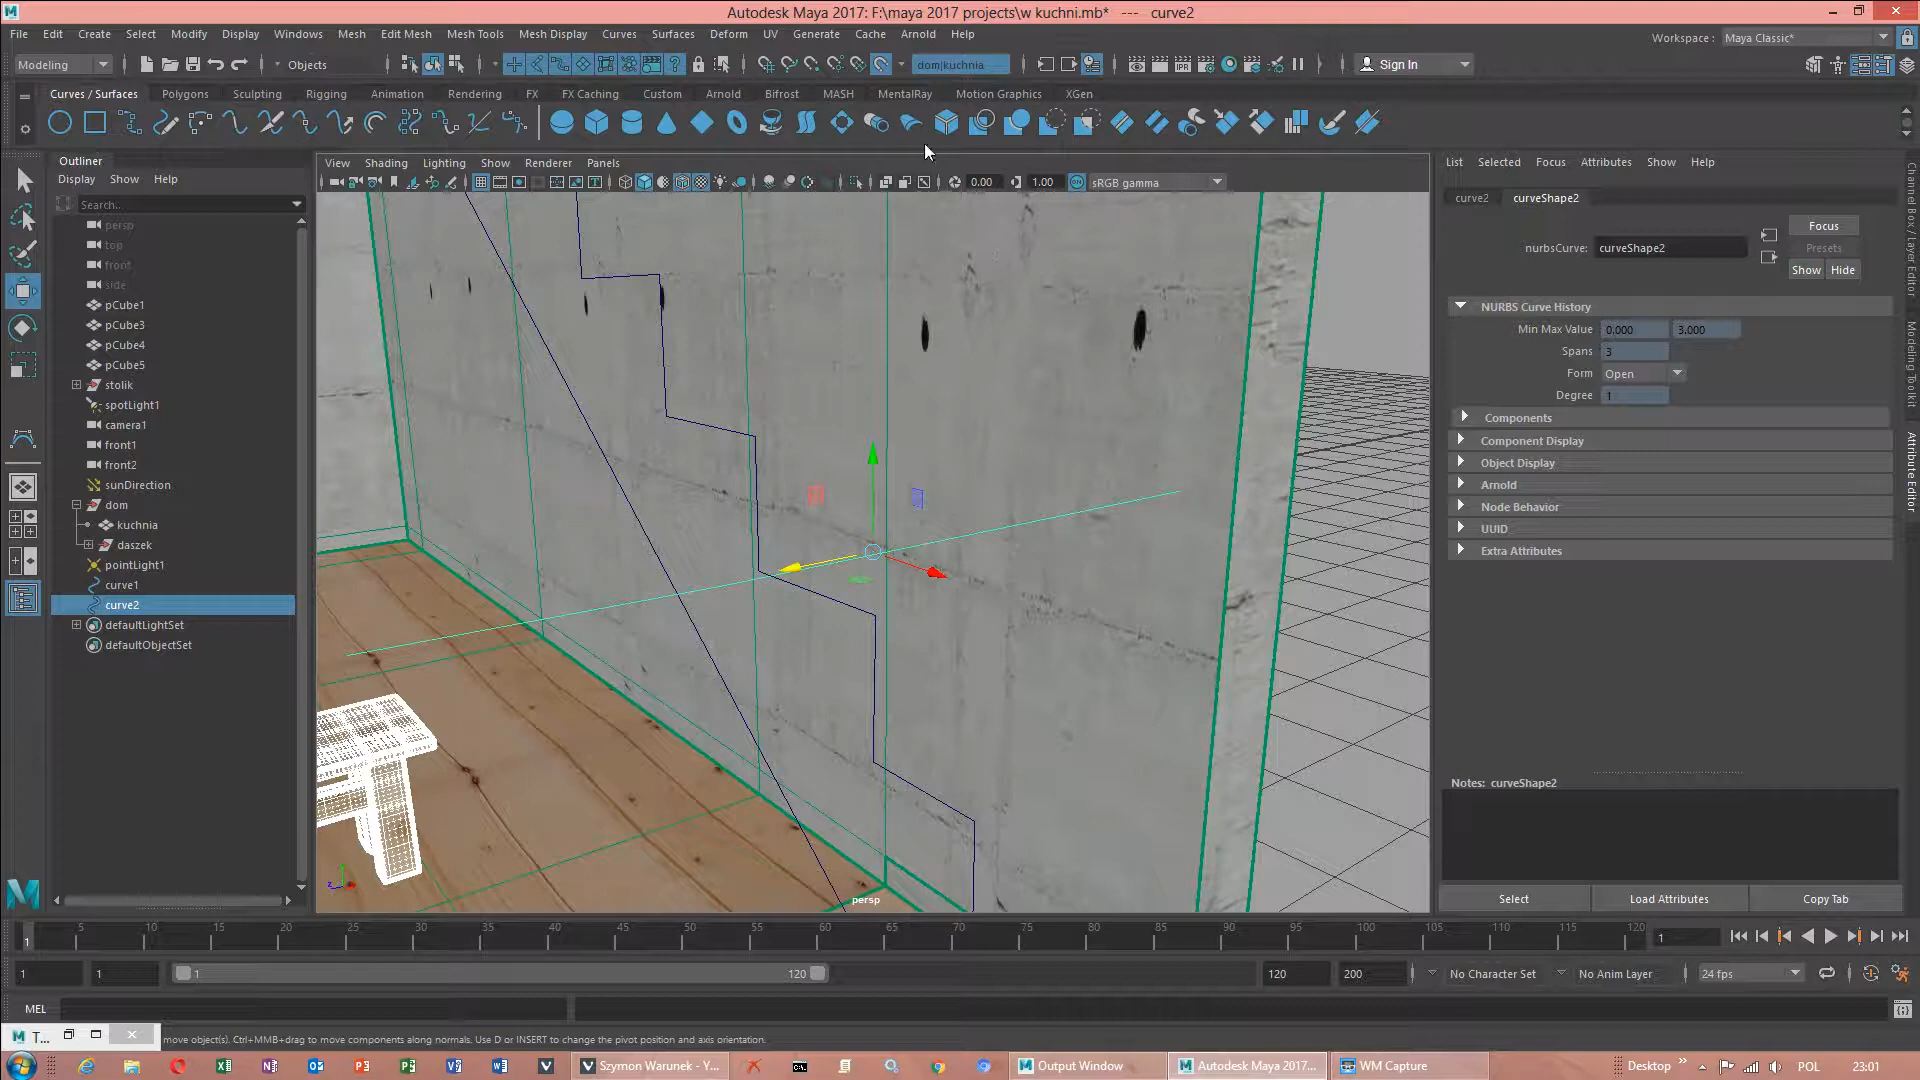 Autodesk Maya 2017: F:\maya 2017 projects\w kuchni.mb*   ---   curve2
File Edit Create Select Modify Display Windows Mesh Edit Mesh Mesh Tools Mesh Display Curves Surfaces Deform UV Generate Cache Arnold Help
Workspace : Maya Classic*
Modeling Objects dom|kuchnia Sign In
Curves / Surfaces Polygons Sculpting Rigging Animation Rendering FX FX Caching Custom Arnold Bifrost MASH MentalRay Motion Graphics XGen
Outliner
Display Show Help
Search...
persp
top
front
side
pCube1
pCube3
pCube4
pCube5
stolik
spotLight1
camera1
front1
front2
sunDirection
dom
kuchnia
daszek
pointLight1
curve1
curve2
defaultLightSet
defaultObjectSet
View Shading Lighting Show Renderer Panels
0.00 1.00 sRGB gamma
persp
List Selected Focus Attributes Show Help
curve2 curveShape2
Focus
nurbsCurve: curveShape2
Presets
Show Hide
NURBS Curve History
Min Max Value 0.000 3.000
Spans 3
Form Open
Degree 1
Components
Component Display
Object Display
Arnold
Node Behavior
UUID
Extra Attributes
Notes: curveShape2
Select Load Attributes Copy Tab
Channel Box / Layer Editor
Modeling Toolkit
Attribute Editor
5 10 15 20 25 30 35 40 45 50 55 60 65 70 75 80 85 90 95 100 105 110 115 120
1 1
1 1 1 120 120 200 No Character Set No Anim Layer 24 fps
MEL
T...
move object(s). Ctrl+MMB+drag to move components along normals. Use D or INSERT to change the pivot position and axis orientation.
Szymon Warunek - Y... Output Window Autodesk Maya 2017... WM Capture Desktop POL 23:01